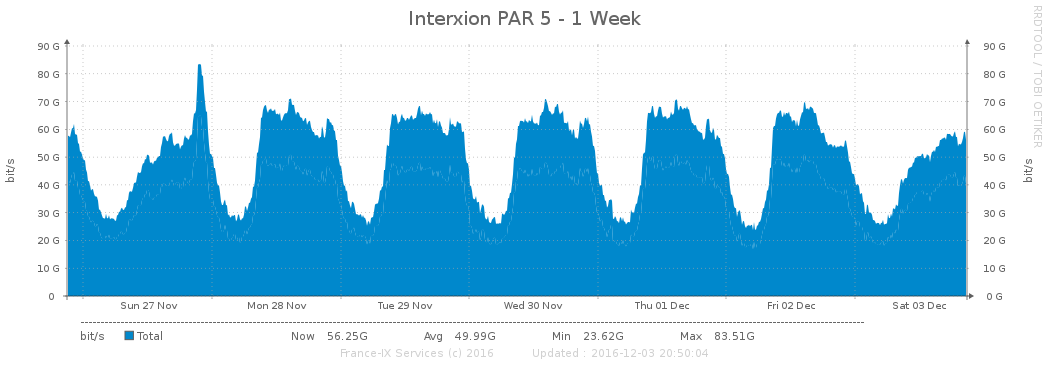 Interxion PAR 5 - 1 Week
RRDTOOL / TOBI OETIKER
bit/s
90 G
80 G
70 G
60 G
50 G
40 G
30 G
20 G
10 G
0
90 G
80 G
70 G
60 G
50 G
40 G
30 G
20 G
10 G
0 G
bit/s
Sun 27 Nov Mon 28 Nov Tue 29 Nov Wed 30 Nov Thu 01 Dec Fri 02 Dec Sat 03 Dec
bit/s Total Now 56.25G Avg 49.99G Min 23.62G Max 83.51G
France-IX Services (c) 2016 Updated : 2016-12-03 20:50:04